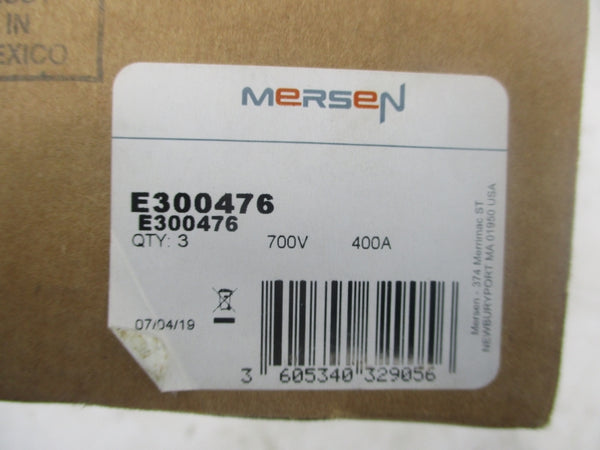 IN
MEXICO
MERSEN
E300476
E300476
QTY: 3 700V 400A
07/04/19
3 605340 329056
Mersen - 374 Merrimac ST
NEWBURYPORT MA 01950 USA